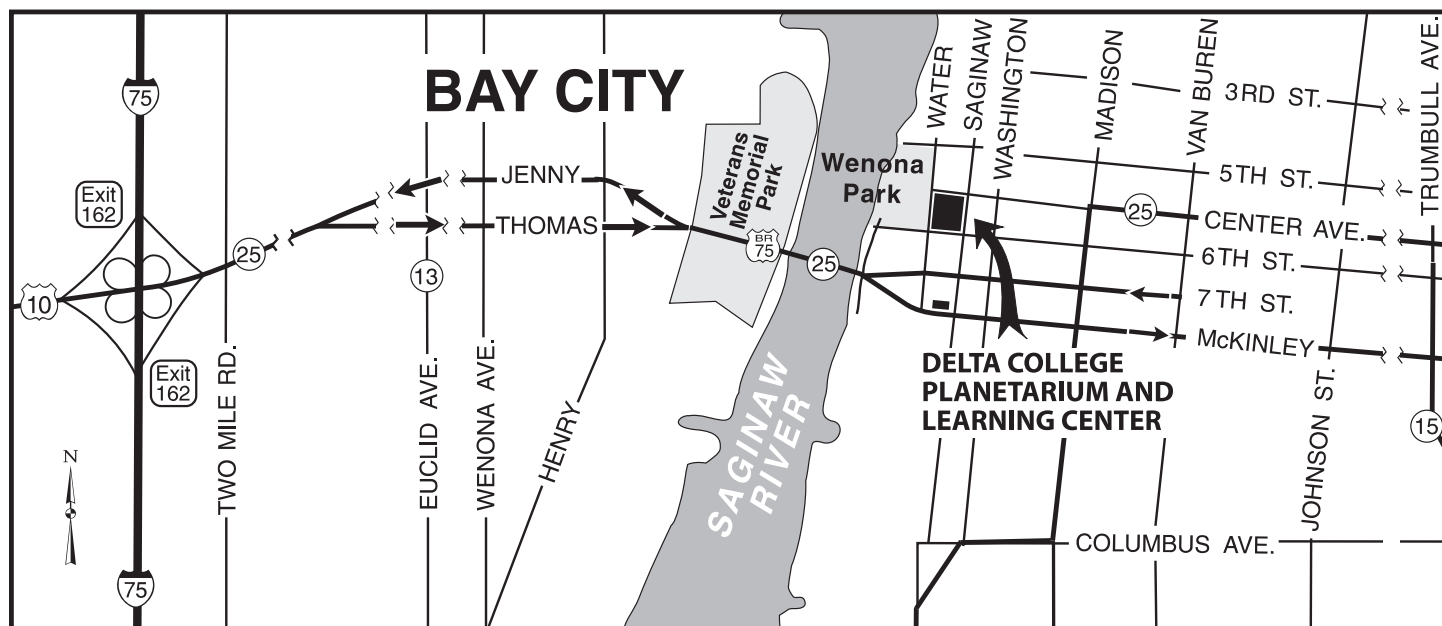 BAY CITY
75
Exit
162
10
25
Exit
162
75
N
TWO MILE RD.
13
EUCLID AVE.
WENONA AVE.
HENRY
JENNY
THOMAS
Veterans
Memorial
Park
BR
75
25
SAGINAW
RIVER
Wenona
Park
WATER
SAGINAW
WASHINGTON
MADISON
VAN BUREN
JOHNSON ST.
TRUMBULL AVE.
3RD ST.
5TH ST.
25
CENTER AVE.
6TH ST.
7TH ST.
McKINLEY
DELTA COLLEGE
PLANETARIUM AND
LEARNING CENTER
15
COLUMBUS AVE.